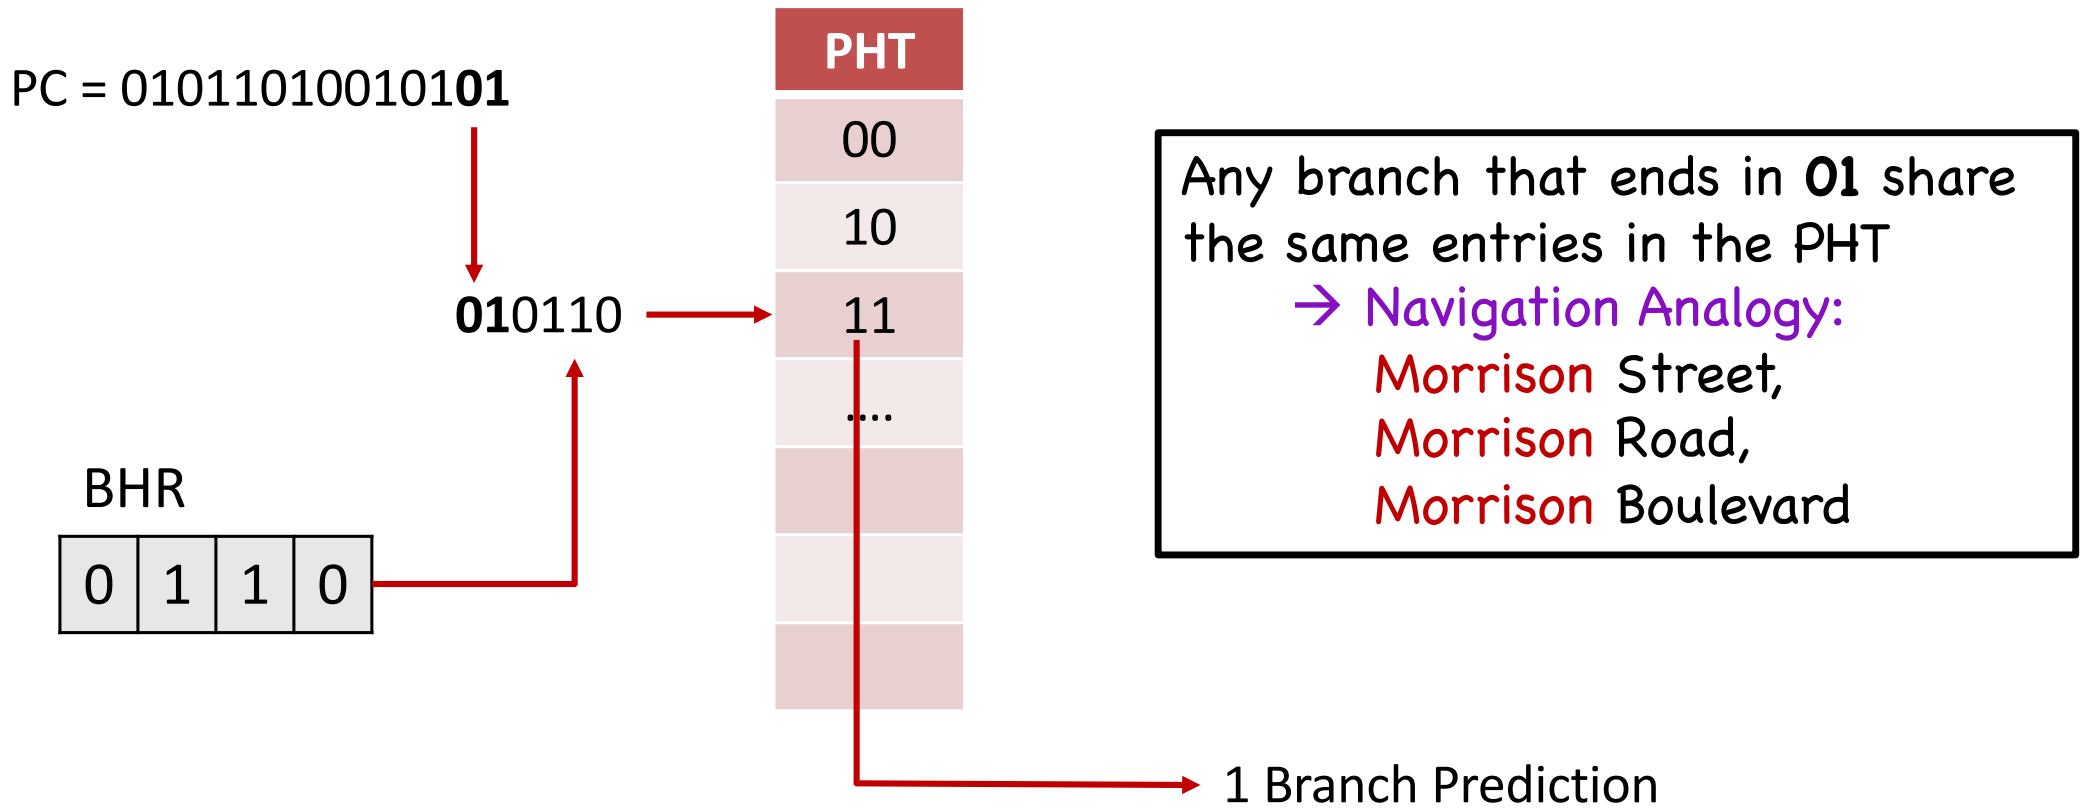 PC = 01011010010101
010110
BHR
0 1 1 0
PHT
00
10
11
....
Any branch that ends in 01 share
the same entries in the PHT
→ Navigation Analogy:
Morrison Street,
Morrison Road,
Morrison Boulevard
1 Branch Prediction